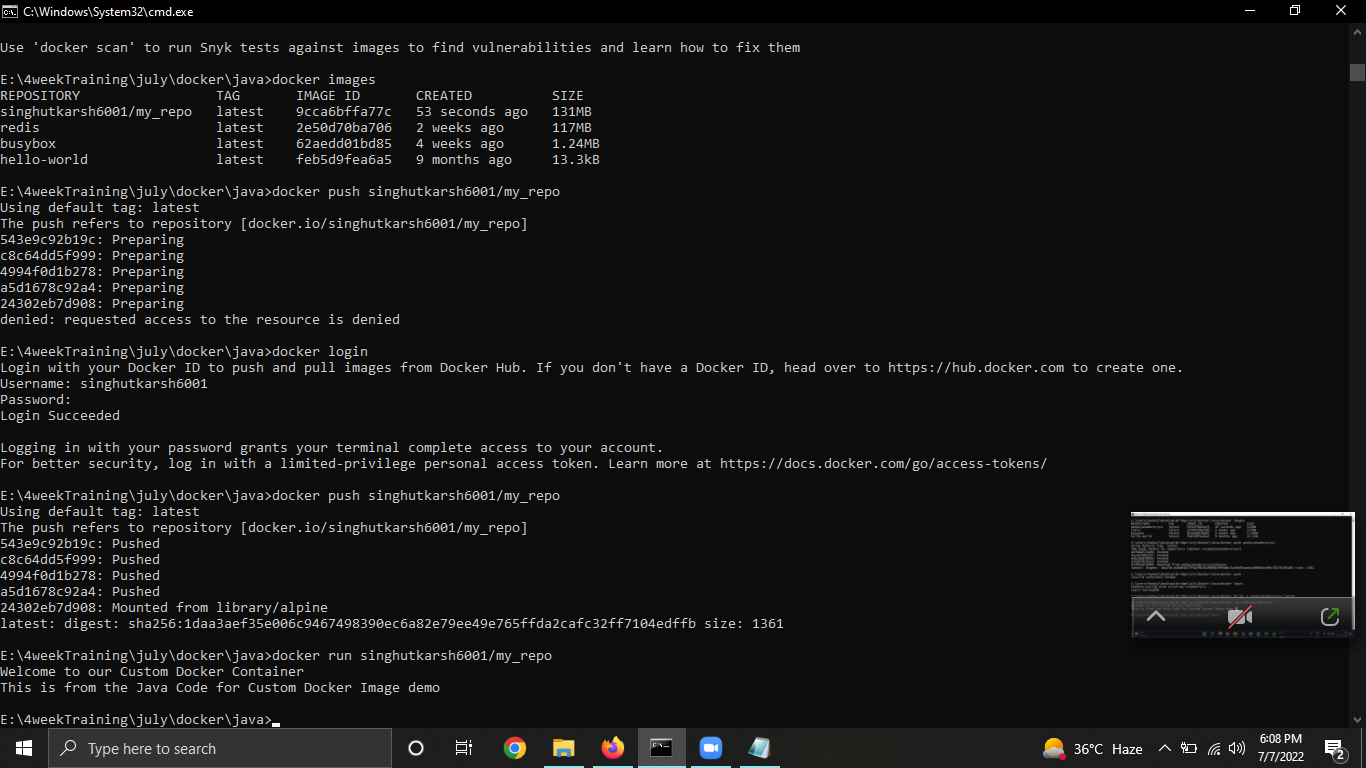 C:\Windows\System32\cmd.exe
Use 'docker scan' to run Snyk tests against images to find vulnerabilities and learn how to fix them
E:\4weekTraining\july\docker\java>docker images
REPOSITORY TAG IMAGE ID CREATED SIZE
singhutkarsh6001/my_repo latest 9cca6bffa77c 53 seconds ago 131MB
redis latest 2e50d70ba706 2 weeks ago 117MB
busybox latest 62aedd01bd85 4 weeks ago 1.24MB
hello-world latest feb5d9fea6a5 9 months ago 13.3kB
E:\4weekTraining\july\docker\java>docker push singhutkarsh6001/my_repo
Using default tag: latest
The push refers to repository [docker.io/singhutkarsh6001/my_repo]
543e9c92b19c: Preparing
c8c64dd5f999: Preparing
4994f0d1b278: Preparing
a5d1678c92a4: Preparing
24302eb7d908: Preparing
denied: requested access to the resource is denied
E:\4weekTraining\july\docker\java>docker login
Login with your Docker ID to push and pull images from Docker Hub. If you don't have a Docker ID, head over to https://hub.docker.com to create one.
Username: singhutkarsh6001
Password:
Login Succeeded
Logging in with your password grants your terminal complete access to your account.
For better security, log in with a limited-privilege personal access token. Learn more at https://docs.docker.com/go/access-tokens/
E:\4weekTraining\july\docker\java>docker push singhutkarsh6001/my_repo
Using default tag: latest
The push refers to repository [docker.io/singhutkarsh6001/my_repo]
543e9c92b19c: Pushed
c8c64dd5f999: Pushed
4994f0d1b278: Pushed
a5d1678c92a4: Pushed
24302eb7d908: Mounted from library/alpine
latest: digest: sha256:1daa3aef35e006c9467498390ec6a82e79ee49e765ffda2cafc32ff7104edffb size: 1361
E:\4weekTraining\july\docker\java>docker run singhutkarsh6001/my_repo
Welcome to our Custom Docker Container
This is from the Java Code for Custom Docker Image demo
E:\4weekTraining\july\docker\java>
Type here to search
36°C Haze
6:08 PM
7/7/2022
2